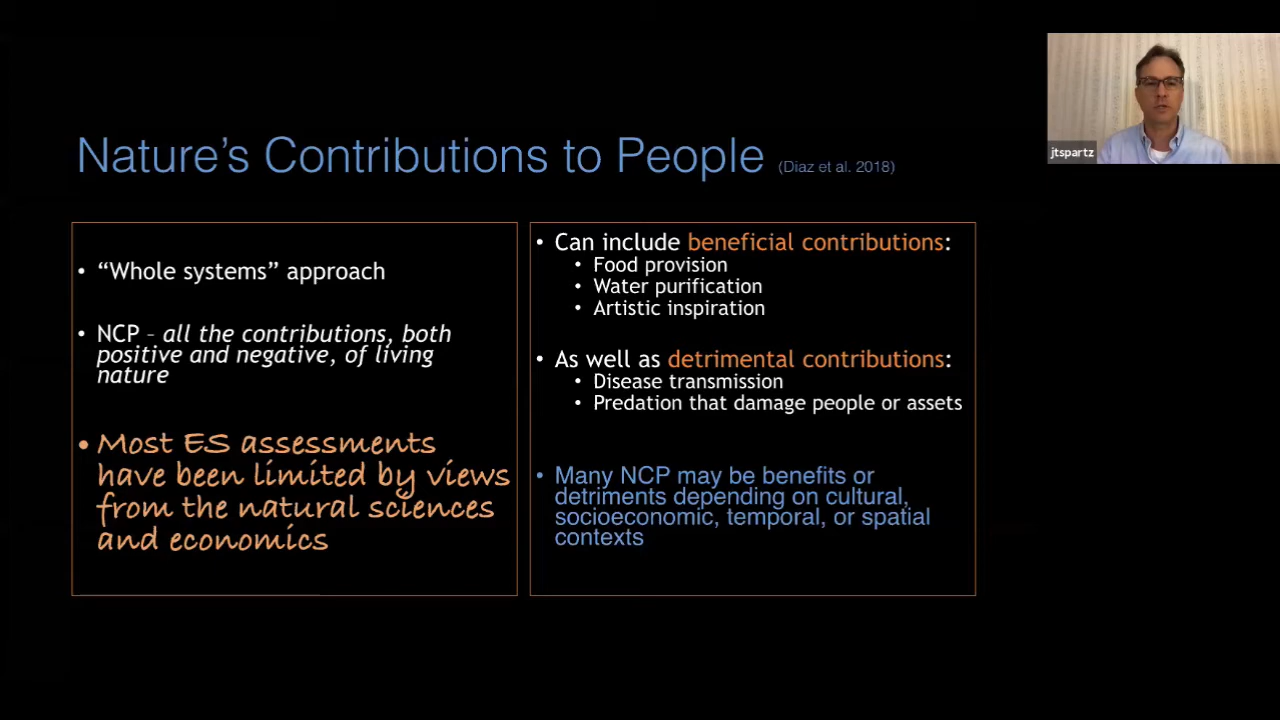 Nature's Contributions to People (Diaz et al. 2018)
jtspartz
• "Whole systems" approach
• NCP – all the contributions, both
positive and negative, of living
nature
• Most ES assessments
have been limited by views
from the natural sciences
and economics
• Can include beneficial contributions:
• Food provision
• Water purification
• Artistic inspiration
• As well as detrimental contributions:
• Disease transmission
• Predation that damage people or assets
• Many NCP may be benefits or
detriments depending on cultural,
socioeconomic, temporal, or spatial
contexts